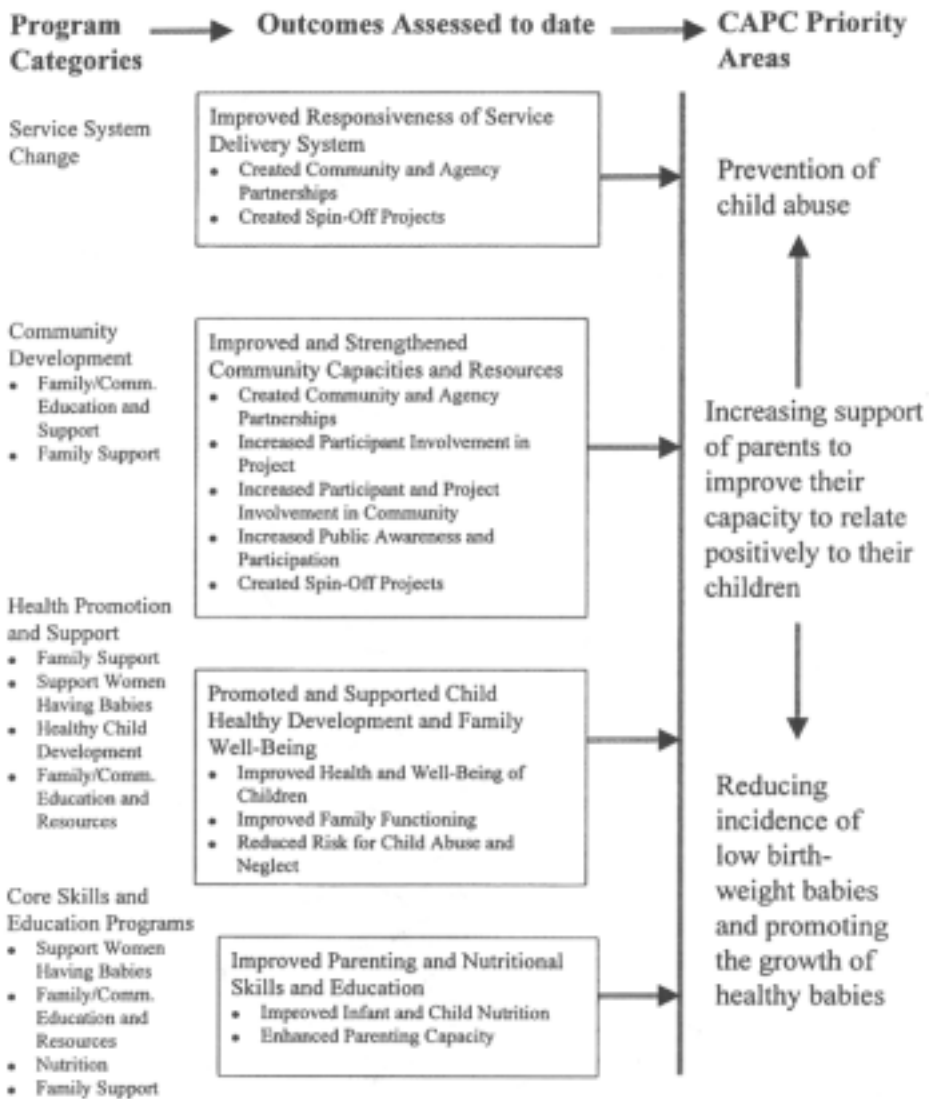 Program
Categories
Outcomes Assessed to date
CAPC Priority
Areas
Service System
Change
Improved Responsiveness of Service
Delivery System
• Created Community and Agency
Partnerships
• Created Spin-Off Projects
Community
Development
• Family/Comm.
Education and
Support
• Family Support
Improved and Strengthened
Community Capacities and Resources
• Created Community and Agency
Partnerships
• Increased Participant Involvement in
Project
• Increased Participant and Project
Involvement in Community
• Increased Public Awareness and
Participation
• Created Spin-Off Projects
Health Promotion
and Support
• Family Support
• Support Women
Having Babies
• Healthy Child
Development
• Family/Comm.
Education and
Resources
Promoted and Supported Child
Healthy Development and Family
Well-Being
• Improved Health and Well-Being of
Children
• Improved Family Functioning
• Reduced Risk for Child Abuse and
Neglect
Core Skills and
Education Programs
• Support Women
Having Babies
• Family/Comm.
Education and
Resources
• Nutrition
• Family Support
Improved Parenting and Nutritional
Skills and Education
• Improved Infant and Child Nutrition
• Enhanced Parenting Capacity
Prevention of
child abuse
Increasing support
of parents to
improve their
capacity to relate
positively to their
children
Reducing
incidence of
low birth-
weight babies
and promoting
the growth of
healthy babies